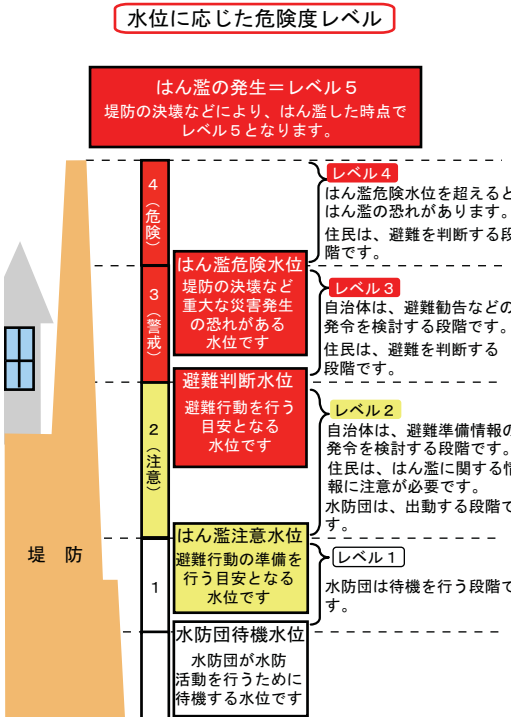 水位に応じた危険度レベル
はん濫の発生＝レベル５
堤防の決壊などにより、はん濫した時点で
レベル５となります。
4
（危険）
レベル４
はん濫危険水位を超えると
はん濫の恐れがあります。
住民は、避難を判断する段
階です。
はん濫危険水位
堤防の決壊など
重大な災害発生
の恐れがある
水位です
3
（警戒）
レベル３
自治体は、避難勧告などの
発令を検討する段階です。
住民は、避難を判断する
段階です。
避難判断水位
避難行動を行う
目安となる
水位です
2
（注意）
レベル２
自治体は、避難準備情報の
発令を検討する段階です。
住民は、はん濫に関する情
報に注意が必要です。
水防団は、出動する段階で
す。
はん濫注意水位
避難行動の準備を
行う目安となる
水位です
堤 防
1
レベル１
水防団は待機を行う段階で
す。
水防団待機水位
水防団が水防
活動を行うために
待機する水位です